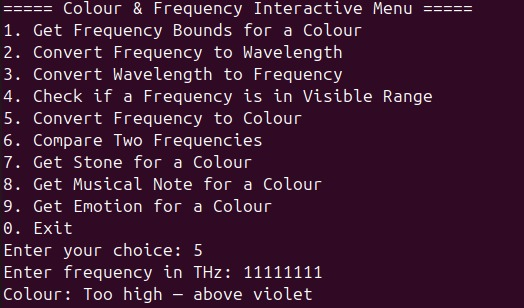 ===== Colour & Frequency Interactive Menu =====
1. Get Frequency Bounds for a Colour
2. Convert Frequency to Wavelength
3. Convert Wavelength to Frequency
4. Check if a Frequency is in Visible Range
5. Convert Frequency to Colour
6. Compare Two Frequencies
7. Get Stone for a Colour
8. Get Musical Note for a Colour
9. Get Emotion for a Colour
0. Exit
Enter your choice: 5
Enter frequency in THz: 11111111
Colour: Too high — above violet